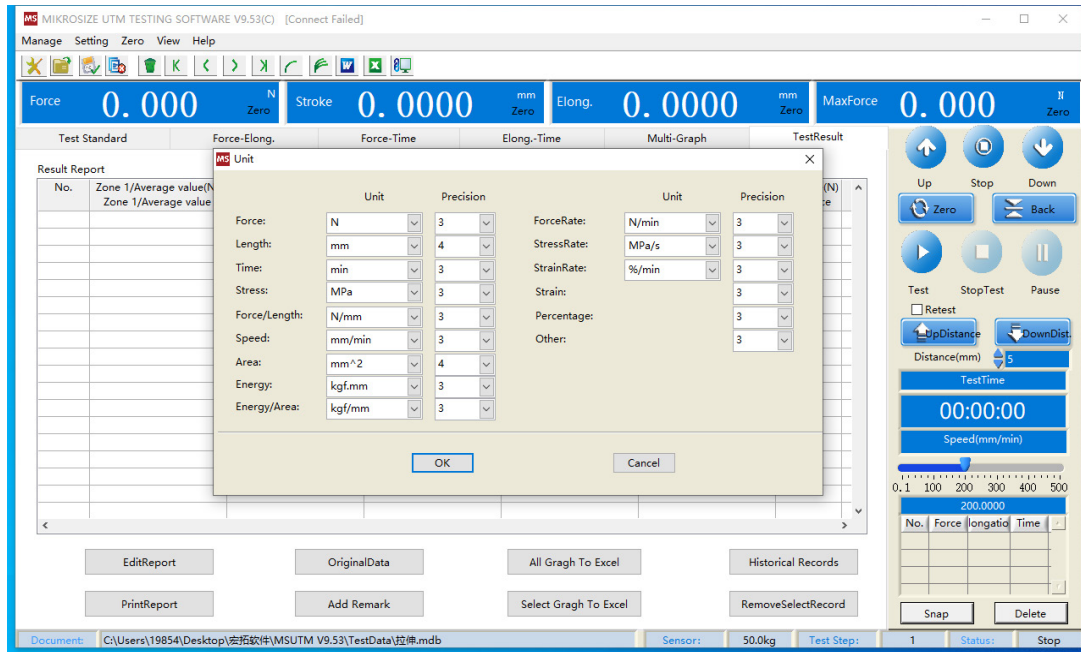 MS MIKROSIZE UTM TESTING SOFTWARE V9.53(C) [Connect Failed]
Manage Setting Zero View Help
Force 0.000 N Zero Stroke 0.0000 mm Zero Elong. 0.0000 mm Zero MaxForce 0.000 N Zero
Test Standard Force-Elong. Force-Time Elong.-Time Multi-Graph TestResult
Result Report
No. Zone 1/Average value(N
Zone 1/Average value
(N)
MS Unit
Unit Precision Unit Precision
Force: N 3 ForceRate: N/min 3
Length: mm 4 StressRate: MPa/s 3
Time: min 3 StrainRate: %/min 3
Stress: MPa 3 Strain: 3
Force/Length: N/mm 3 Percentage: 3
Speed: mm/min 3 Other: 3
Area: mm^2 4
Energy: kgf.mm 3
Energy/Area: kgf/mm 3
OK Cancel
EditReport OriginalData All Gragh To Excel Historical Records
PrintReport Add Remark Select Gragh To Excel RemoveSelectRecord
Up Stop Down
Zero Back
Test StopTest Pause
Retest
UpDistance DownDist.
Distance(mm) 5
TestTime
00:00:00
Speed(mm/min)
0.1 100 200 300 400 500
200.0000
No. Force longatio Time
Snap Delete
Document: C:\Users\19854\Desktop\宏拓软件\MSUTM V9.53\TestData\拉伸.mdb Sensor: 50.0kg Test Step: 1 Status: Stop